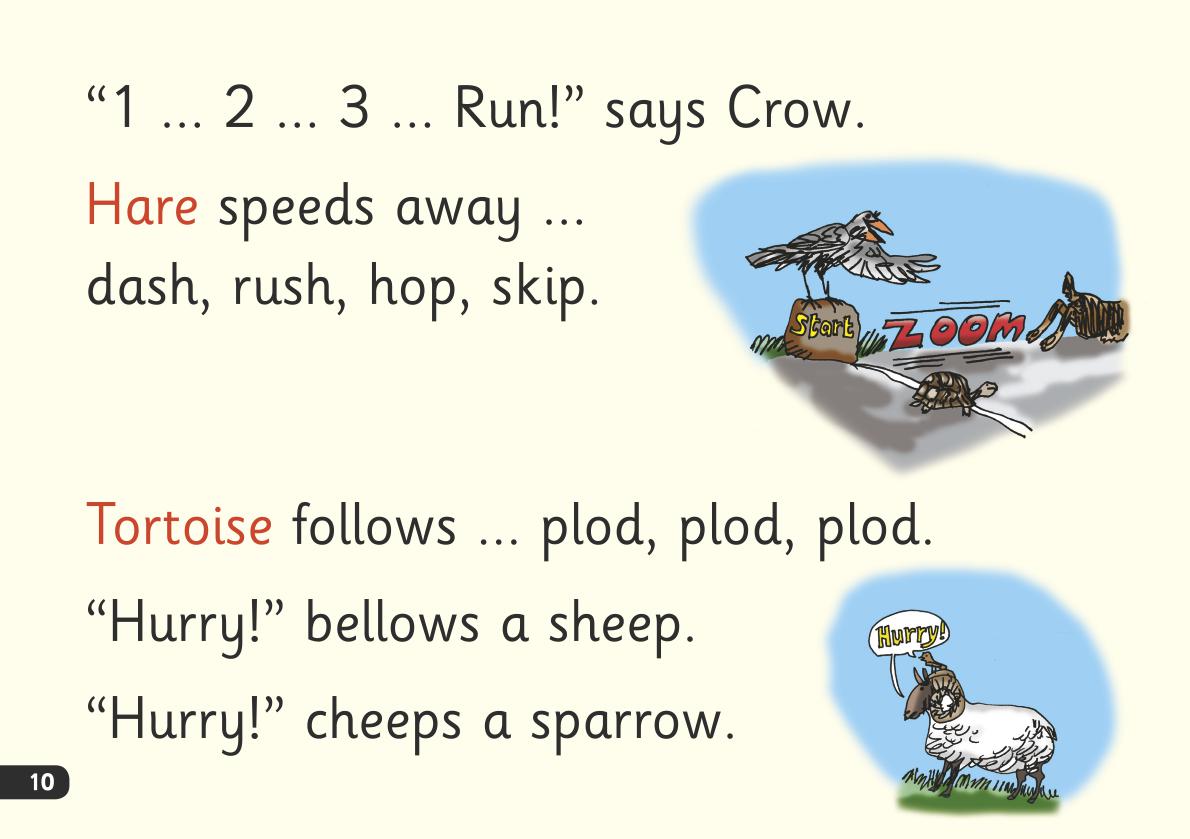 “1 ... 2 ... 3 ... Run!” says Crow.
Hare speeds away ...
dash, rush, hop, skip.
Start
ZOOM
Tortoise follows ... plod, plod, plod.
“Hurry!” bellows a sheep.
Hurry!
“Hurry!” cheeps a sparrow.
10